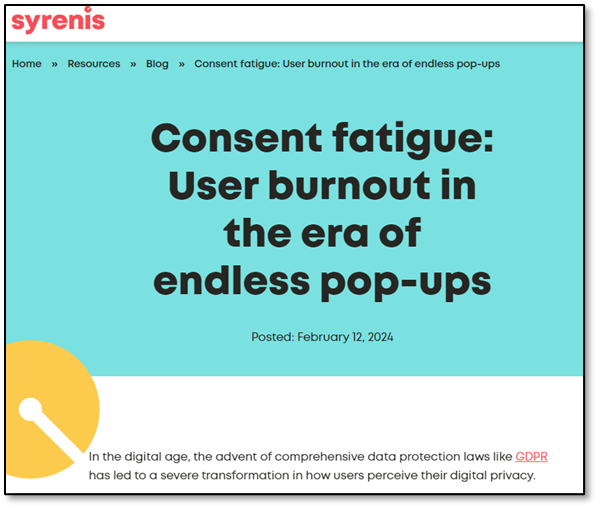 syrenis
Home » Resources » Blog » Consent fatigue: User burnout in the era of endless pop-ups
Consent fatigue:
User burnout in
the era of
endless pop-ups
Posted: February 12, 2024
In the digital age, the advent of comprehensive data protection laws like GDPR
has led to a severe transformation in how users perceive their digital privacy.